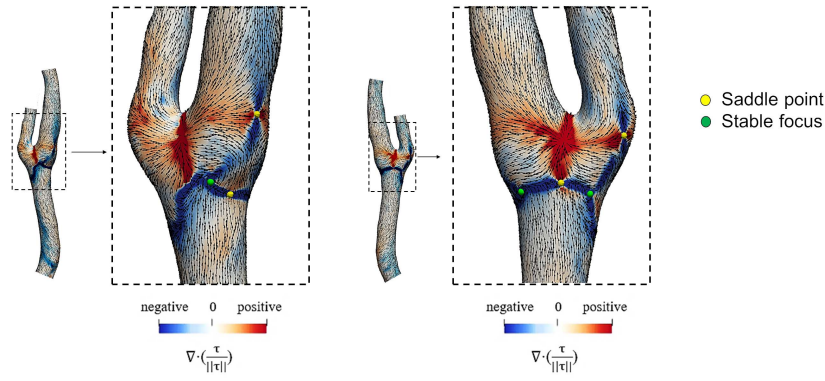 Saddle point
Stable focus
negative 0 positive
∇·(τ/||τ||)
negative 0 positive
∇·(τ/||τ||)